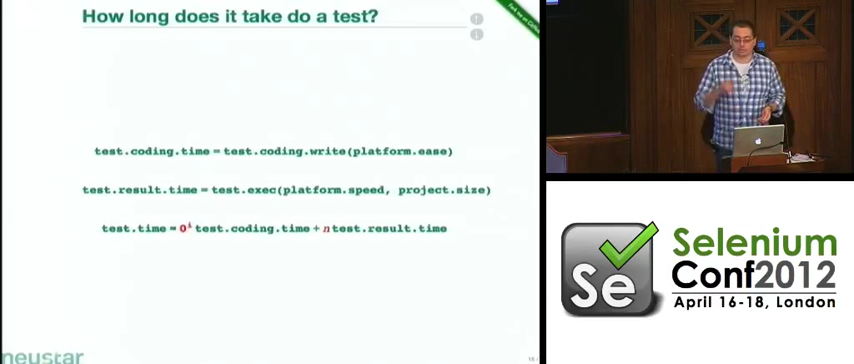 How long does it take do a test?
test.coding.time = test.coding.write(platform.ease)
test.result.time = test.exec(platform.speed, project.size)
test.time = 0ⁱ test.coding.time + n test.result.time
neustar
Se
Selenium
Conf2012
April 16-18, London